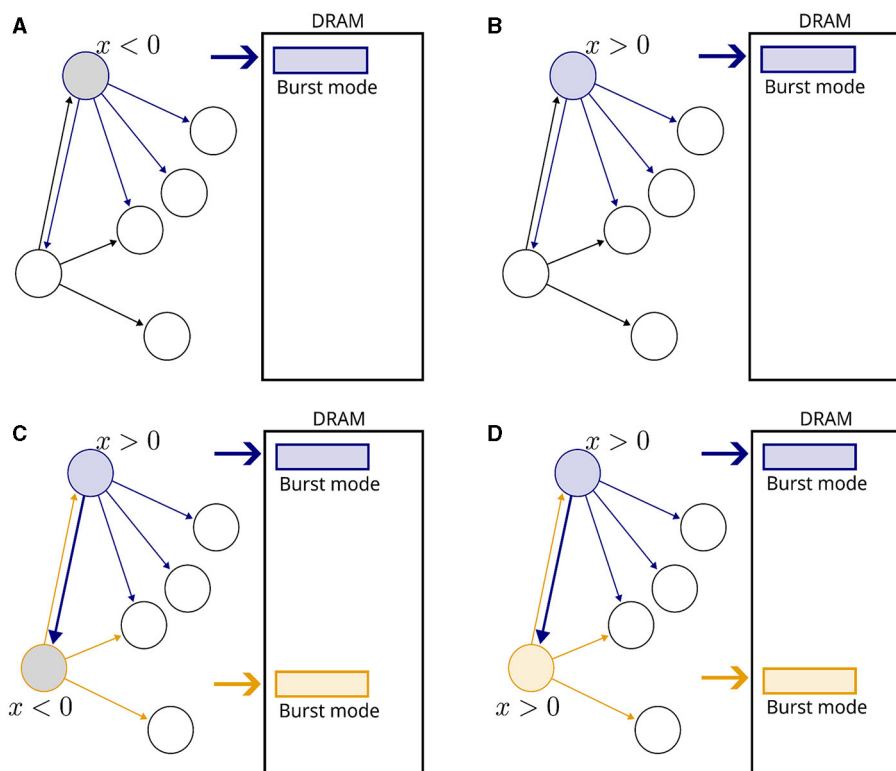 A
x < 0
DRAM
Burst mode
B
x > 0
DRAM
Burst mode
C
x > 0
DRAM
Burst mode
x < 0
Burst mode
D
x > 0
DRAM
Burst mode
x > 0
Burst mode